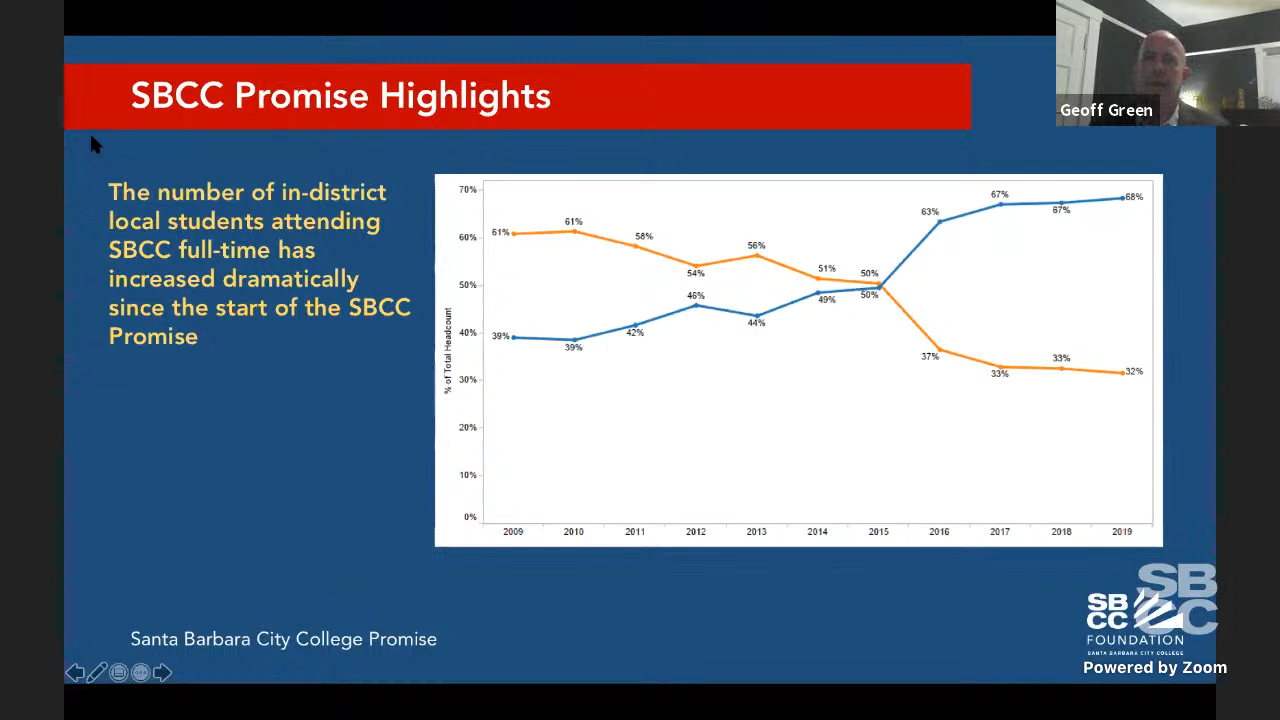 SBCC Promise Highlights
Geoff Green
The number of in-district
local students attending
SBCC full-time has
increased dramatically
since the start of the SBCC
Promise
% of Total Headcount
70%
60%
50%
40%
30%
20%
10%
0%
61%
61%
58%
54%
56%
51%
50%
37%
33%
33%
32%
39%
39%
42%
46%
44%
49%
50%
63%
67%
67%
68%
2009 2010 2011 2012 2013 2014 2015 2016 2017 2018 2019
Santa Barbara City College Promise
SB
CC
FOUNDATION
SANTA BARBARA CITY COLLEGE
SB
CC
Powered by Zoom